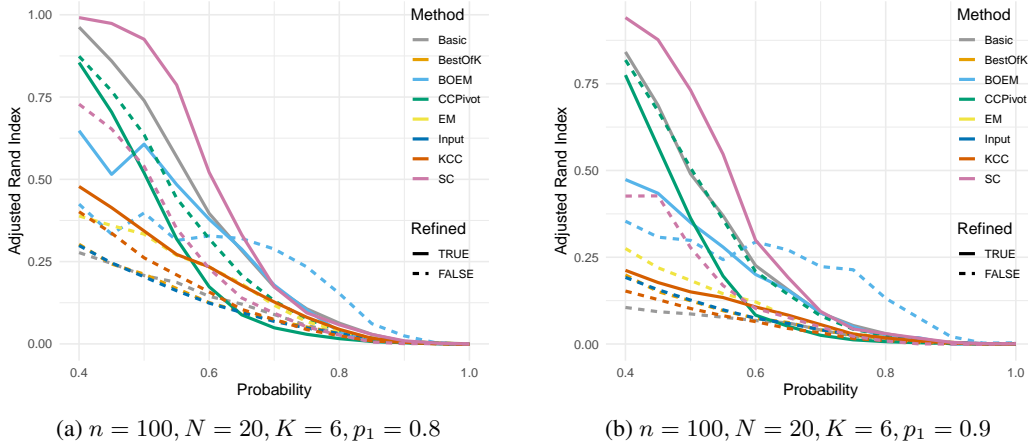 1.00
0.75
0.50
0.25
0.00
0.4
0.6
0.8
1.0
Probability
Adjusted Rand Index
Method
Basic
BestOfK
BOEM
CCPivot
EM
Input
KCC
SC
Refined
TRUE
FALSE
(a) n = 100, N = 20, K = 6, p₁ = 0.8
0.75
0.50
0.25
0.00
0.4
0.6
0.8
1.0
Probability
Adjusted Rand Index
Method
Basic
BestOfK
BOEM
CCPivot
EM
Input
KCC
SC
Refined
TRUE
FALSE
(b) n = 100, N = 20, K = 6, p₁ = 0.9